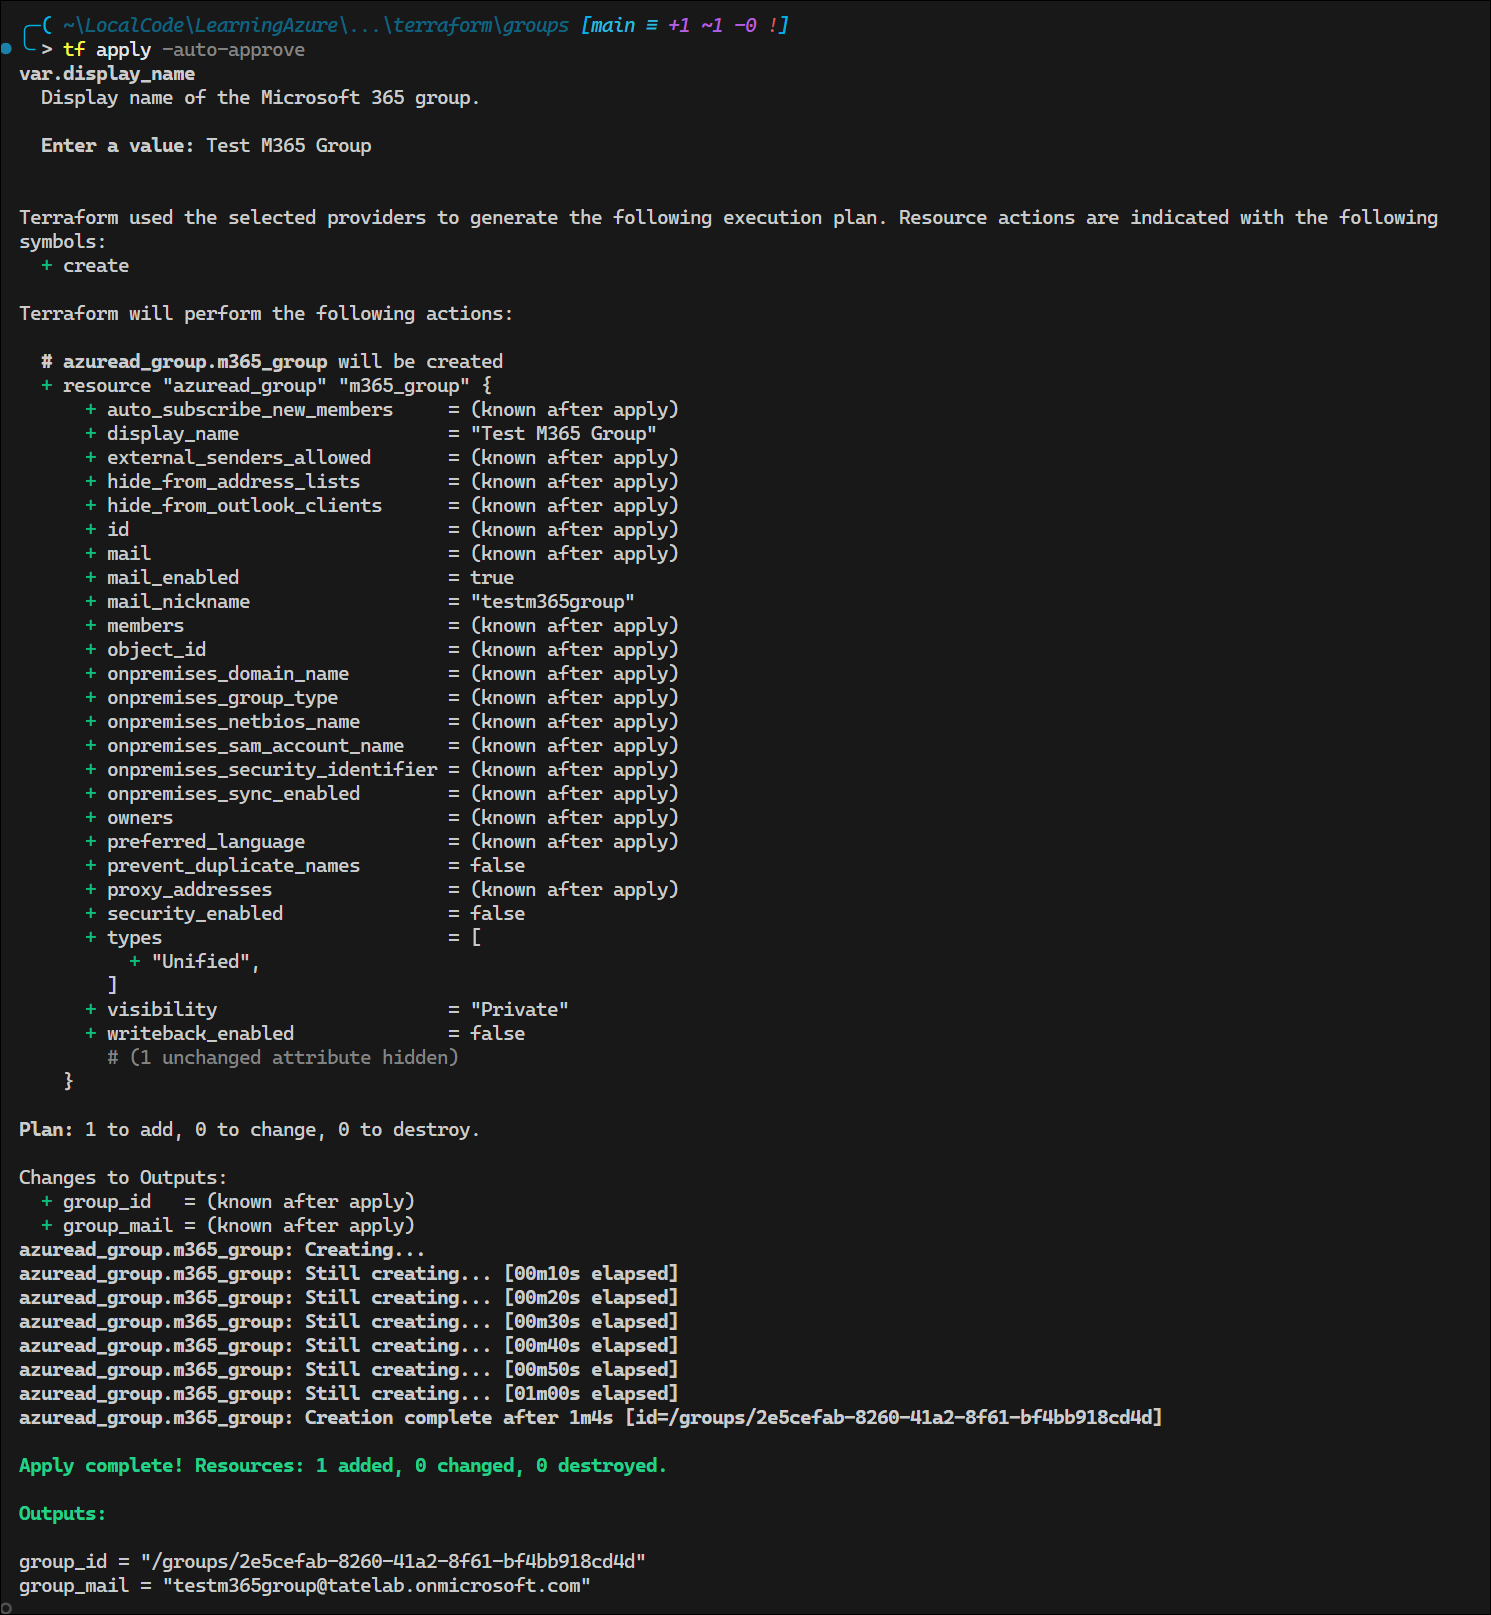 ( ~\LocalCode\LearningAzure\...\terraform\groups [main ≡ +1 ~1 -0 !]
> tf apply -auto-approve
var.display_name
  Display name of the Microsoft 365 group.

  Enter a value: Test M365 Group


Terraform used the selected providers to generate the following execution plan. Resource actions are indicated with the following
symbols:
  + create

Terraform will perform the following actions:

  # azuread_group.m365_group will be created
  + resource "azuread_group" "m365_group" {
      + auto_subscribe_new_members     = (known after apply)
      + display_name                   = "Test M365 Group"
      + external_senders_allowed       = (known after apply)
      + hide_from_address_lists        = (known after apply)
      + hide_from_outlook_clients      = (known after apply)
      + id                             = (known after apply)
      + mail                           = (known after apply)
      + mail_enabled                   = true
      + mail_nickname                  = "testm365group"
      + members                        = (known after apply)
      + object_id                      = (known after apply)
      + onpremises_domain_name         = (known after apply)
      + onpremises_group_type          = (known after apply)
      + onpremises_netbios_name        = (known after apply)
      + onpremises_sam_account_name    = (known after apply)
      + onpremises_security_identifier = (known after apply)
      + onpremises_sync_enabled        = (known after apply)
      + owners                         = (known after apply)
      + preferred_language             = (known after apply)
      + prevent_duplicate_names        = false
      + proxy_addresses                = (known after apply)
      + security_enabled               = false
      + types                          = [
          + "Unified",
        ]
      + visibility                     = "Private"
      + writeback_enabled              = false
        # (1 unchanged attribute hidden)
    }

Plan: 1 to add, 0 to change, 0 to destroy.

Changes to Outputs:
  + group_id   = (known after apply)
  + group_mail = (known after apply)
azuread_group.m365_group: Creating...
azuread_group.m365_group: Still creating... [00m10s elapsed]
azuread_group.m365_group: Still creating... [00m20s elapsed]
azuread_group.m365_group: Still creating... [00m30s elapsed]
azuread_group.m365_group: Still creating... [00m40s elapsed]
azuread_group.m365_group: Still creating... [00m50s elapsed]
azuread_group.m365_group: Still creating... [01m00s elapsed]
azuread_group.m365_group: Creation complete after 1m4s [id=/groups/2e5cefab-8260-41a2-8f61-bf4bb918cd4d]

Apply complete! Resources: 1 added, 0 changed, 0 destroyed.

Outputs:

group_id = "/groups/2e5cefab-8260-41a2-8f61-bf4bb918cd4d"
group_mail = "testm365group@tatelab.onmicrosoft.com"